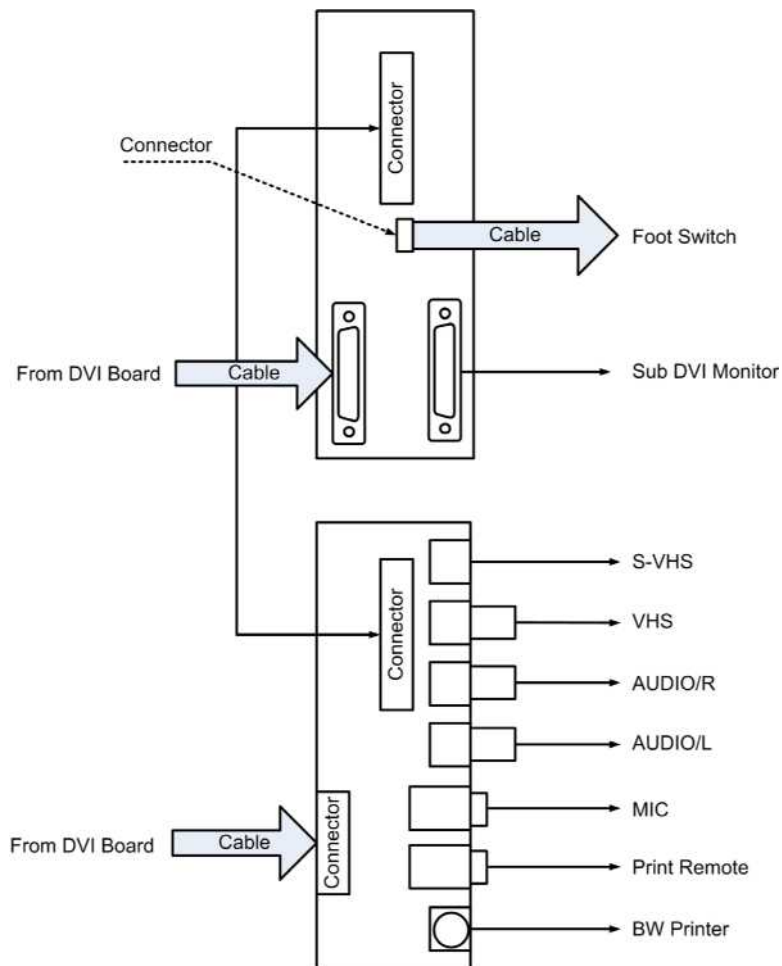 Connector
Connector
Cable
Foot Switch
From DVI Board
Cable
Sub DVI Monitor
Connector
S-VHS
VHS
AUDIO/R
AUDIO/L
From DVI Board
Cable
Connector
MIC
Print Remote
BW Printer